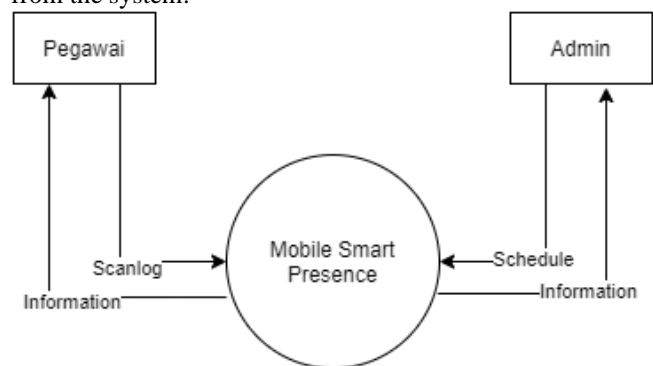 from the system.
Pegawai
Admin
Mobile Smart
Presence
Scanlog
Schedule
Information
Information